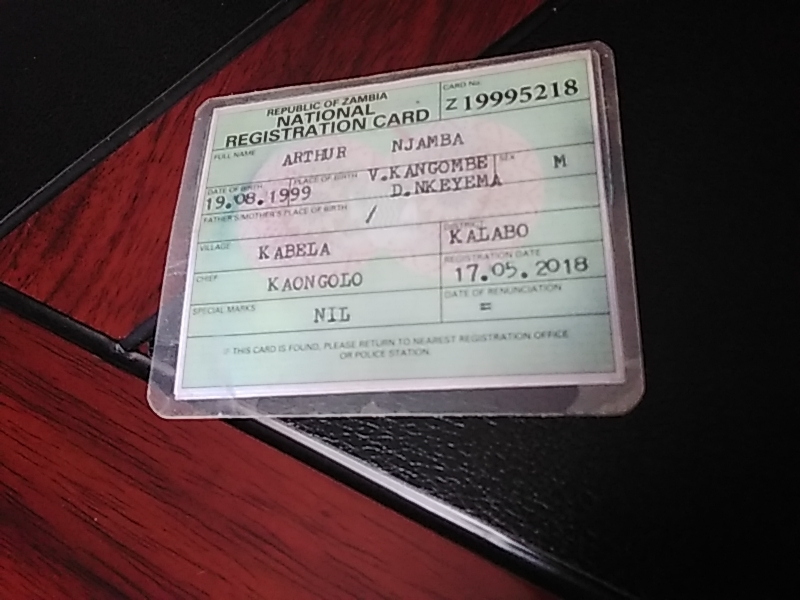 REPUBLIC OF ZAMBIA
NATIONAL
REGISTRATION CARD
CARD No.
Z 19995218
FULL NAME
ARTHUR NJAMBA
DATE OF BIRTH
19.08.1999
PLACE OF BIRTH
V.KANGOMBE
D.NKEYEMA
SEX
M
FATHER'S/MOTHER'S PLACE OF BIRTH
/
VILLAGE
KABELA
DISTRICT
KALABO
CHIEF
KAONGOLO
REGISTRATION DATE
17.05.2018
SPECIAL MARKS
NIL
DATE OF RENUNCIATION
=
IF THIS CARD IS FOUND, PLEASE RETURN TO NEAREST REGISTRATION OFFICE
OR POLICE STATION.